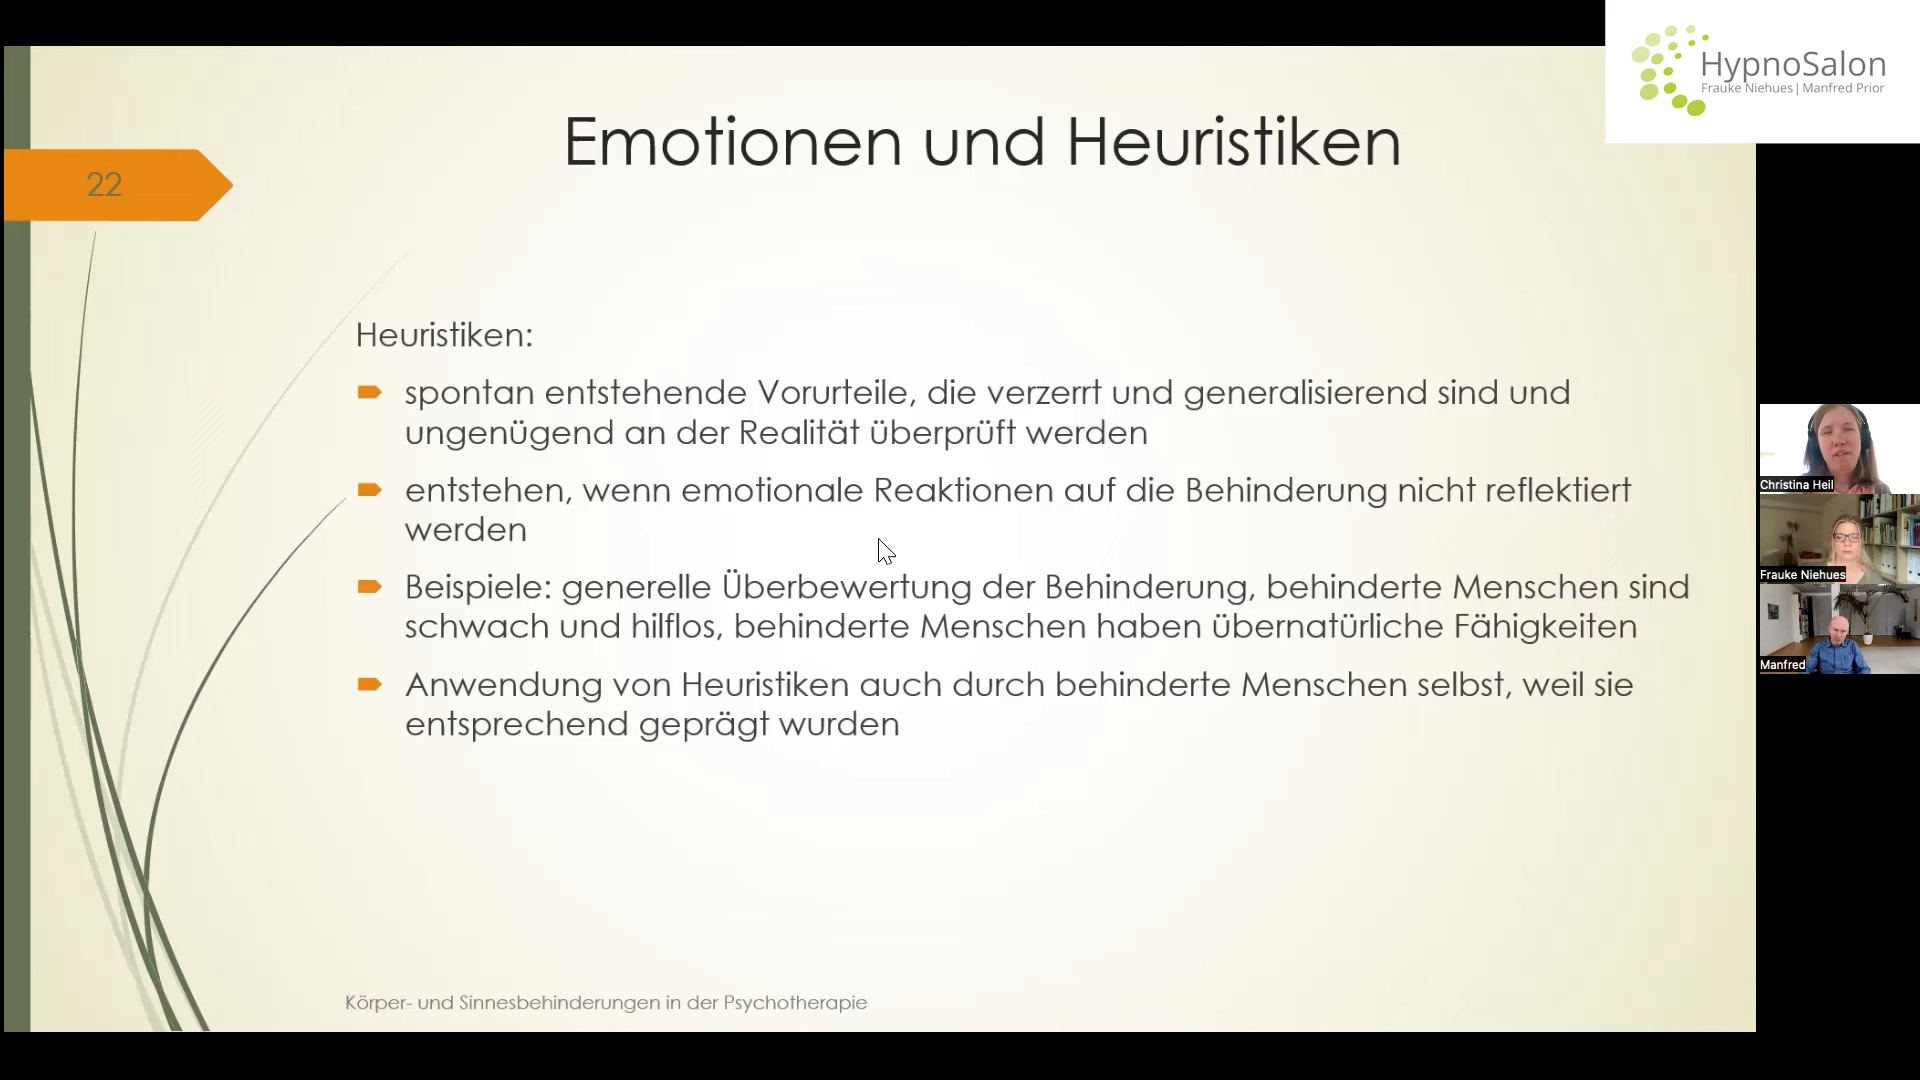 HypnoSalon
Frauke Niehues | Manfred Prior
Emotionen und Heuristiken
22
Heuristiken:
spontan entstehende Vorurteile, die verzerrt und generalisierend sind und
ungenügend an der Realität überprüft werden
entstehen, wenn emotionale Reaktionen auf die Behinderung nicht reflektiert
werden
Beispiele: generelle Überbewertung der Behinderung, behinderte Menschen sind
schwach und hilflos, behinderte Menschen haben übernatürliche Fähigkeiten
Anwendung von Heuristiken auch durch behinderte Menschen selbst, weil sie
entsprechend geprägt wurden
Körper- und Sinnesbehinderungen in der Psychotherapie
Christina Heil
Frauke Niehues
Manfred